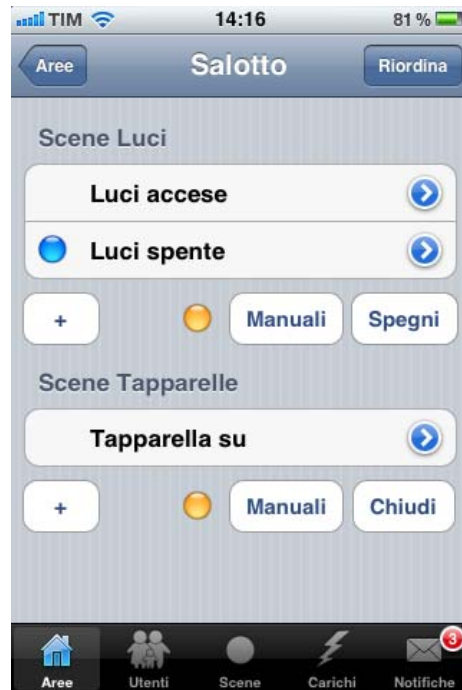 TIM 14:16 81 %
Aree Salotto Riordina
Scene Luci
Luci accese
Luci spente
+ Manuali Spegni
Scene Tapparelle
Tapparella su
+ Manuali Chiudi
3
Aree Utenti Scene Carichi Notifiche